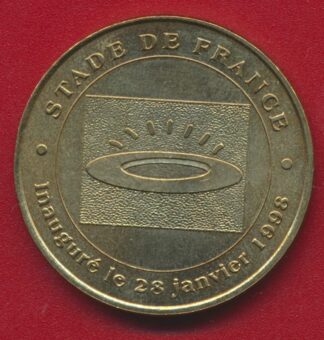 STADE DE FRANCE
Inauguré le 28 janvier 1998